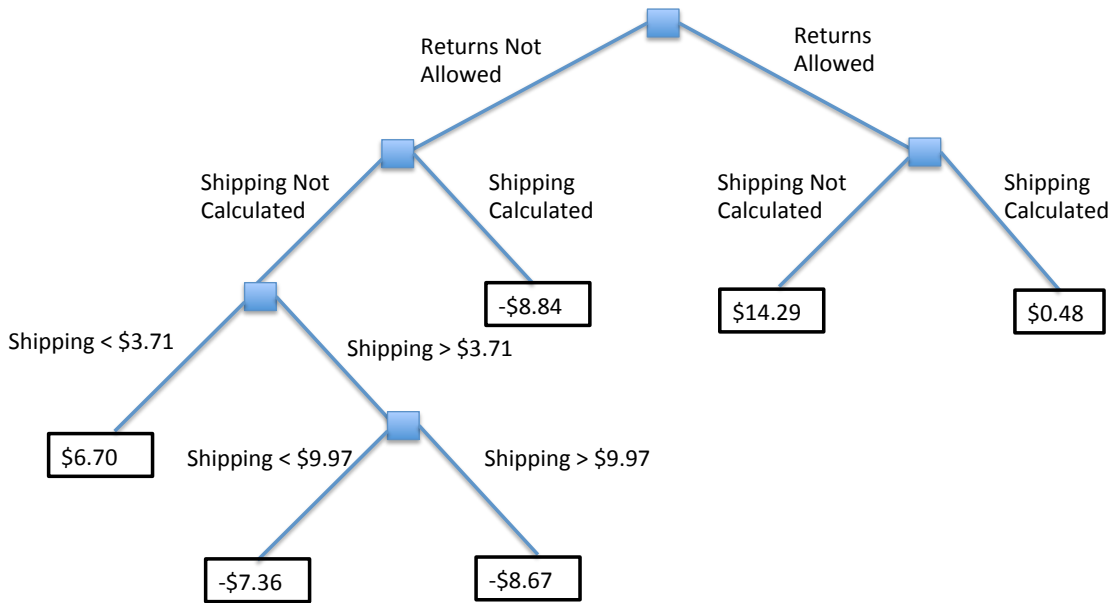 Returns Not
Allowed
Returns
Allowed
Shipping Not
Calculated
Shipping
Calculated
Shipping Not
Calculated
Shipping
Calculated
-$8.84
$14.29
$0.48
Shipping < $3.71
Shipping > $3.71
$6.70
Shipping < $9.97
Shipping > $9.97
-$7.36
-$8.67